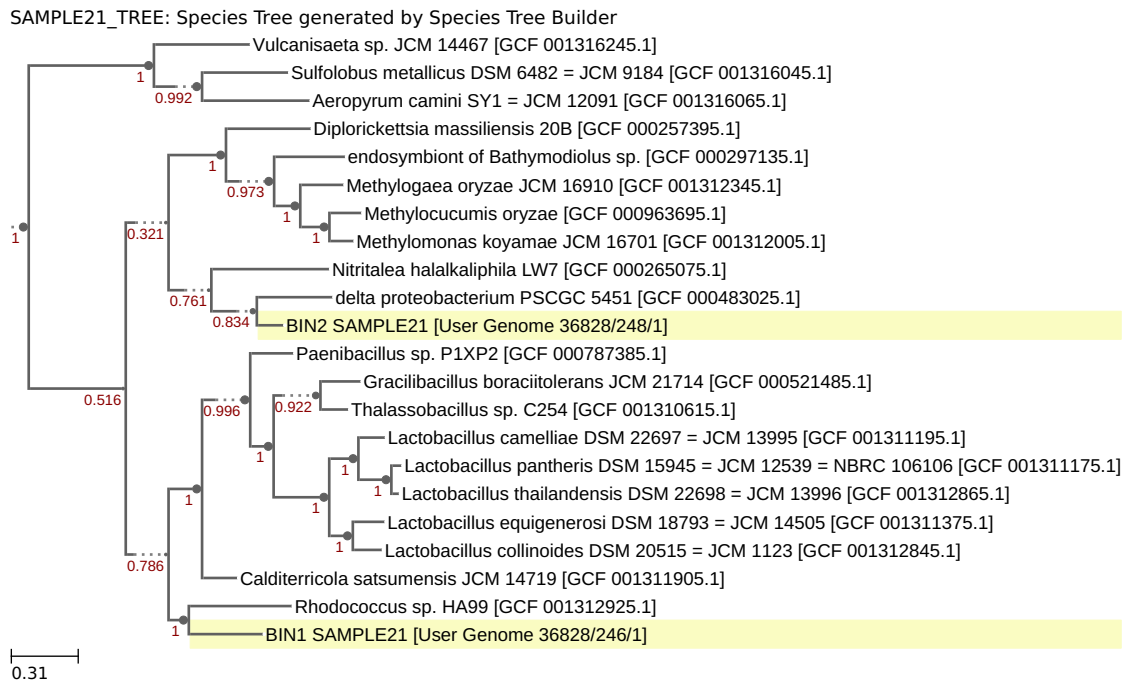 SAMPLE21_TREE: Species Tree generated by Species Tree Builder
Vulcanisaeta sp. JCM 14467 [GCF 001316245.1]
1
Sulfolobus metallicus DSM 6482 = JCM 9184 [GCF 001316045.1]
0.992
Aeropyrum camini SY1 = JCM 12091 [GCF 001316065.1]
Diplorickettsia massiliensis 20B [GCF 000257395.1]
1
endosymbiont of Bathymodiolus sp. [GCF 000297135.1]
0.973
Methylogaea oryzae JCM 16910 [GCF 001312345.1]
1
Methylocucumis oryzae [GCF 000963695.1]
0.321
1
1
Methylomonas koyamae JCM 16701 [GCF 001312005.1]
Nitritalea halalkaliphila LW7 [GCF 000265075.1]
0.761
delta proteobacterium PSCGC 5451 [GCF 000483025.1]
0.834
BIN2 SAMPLE21 [User Genome 36828/248/1]
Paenibacillus sp. P1XP2 [GCF 000787385.1]
Gracilibacillus boraciitolerans JCM 21714 [GCF 000521485.1]
0.516
0.996
0.922
Thalassobacillus sp. C254 [GCF 001310615.1]
Lactobacillus camelliae DSM 22697 = JCM 13995 [GCF 001311195.1]
1
1
Lactobacillus pantheris DSM 15945 = JCM 12539 = NBRC 106106 [GCF 001311175.1]
1
Lactobacillus thailandensis DSM 22698 = JCM 13996 [GCF 001312865.1]
1
1
Lactobacillus equigenerosi DSM 18793 = JCM 14505 [GCF 001311375.1]
1
Lactobacillus collinoides DSM 20515 = JCM 1123 [GCF 001312845.1]
0.786
Calditerricola satsumensis JCM 14719 [GCF 001311905.1]
Rhodococcus sp. HA99 [GCF 001312925.1]
1
BIN1 SAMPLE21 [User Genome 36828/246/1]
0.31